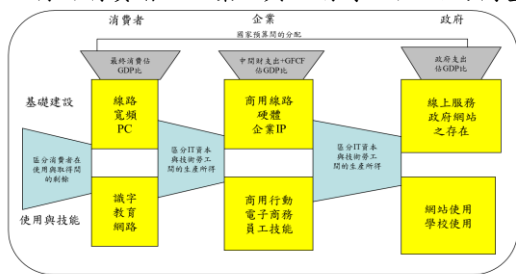 消費者 企業 政府
國家預算間的分配
最終消費佔
GDP比
中間財支出+GFCF
佔GDP比
政府支出
佔GDP比
基礎建設
線路
寬頻
PC
商用線路
硬體
企業IP
線上服務
政府網站
之存在
區分消費者在
使用與取得間
的剩餘
區分IT資本
與技術勞工
間的生產所得
區分IT資本
與技術勞工
間的生產所得
使用與技能
識字
教育
網路
商用行動
電子商務
員工技能
網站使用
學校使用